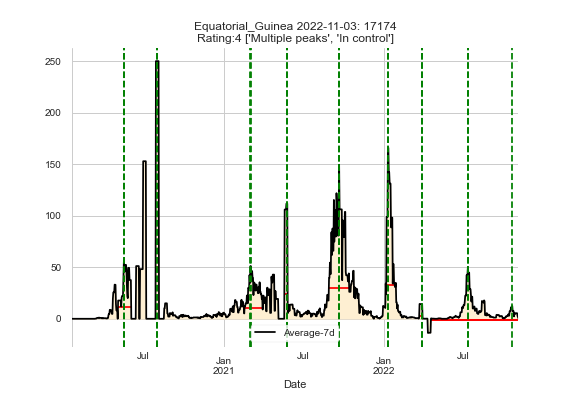 Equatorial_Guinea 2022-11-03: 17174
Rating:4 ['Multiple peaks', 'In control']
250
200
150
100
50
0
Average-7d
Jul
Jan
2021
Jul
Jan
2022
Jul
Date